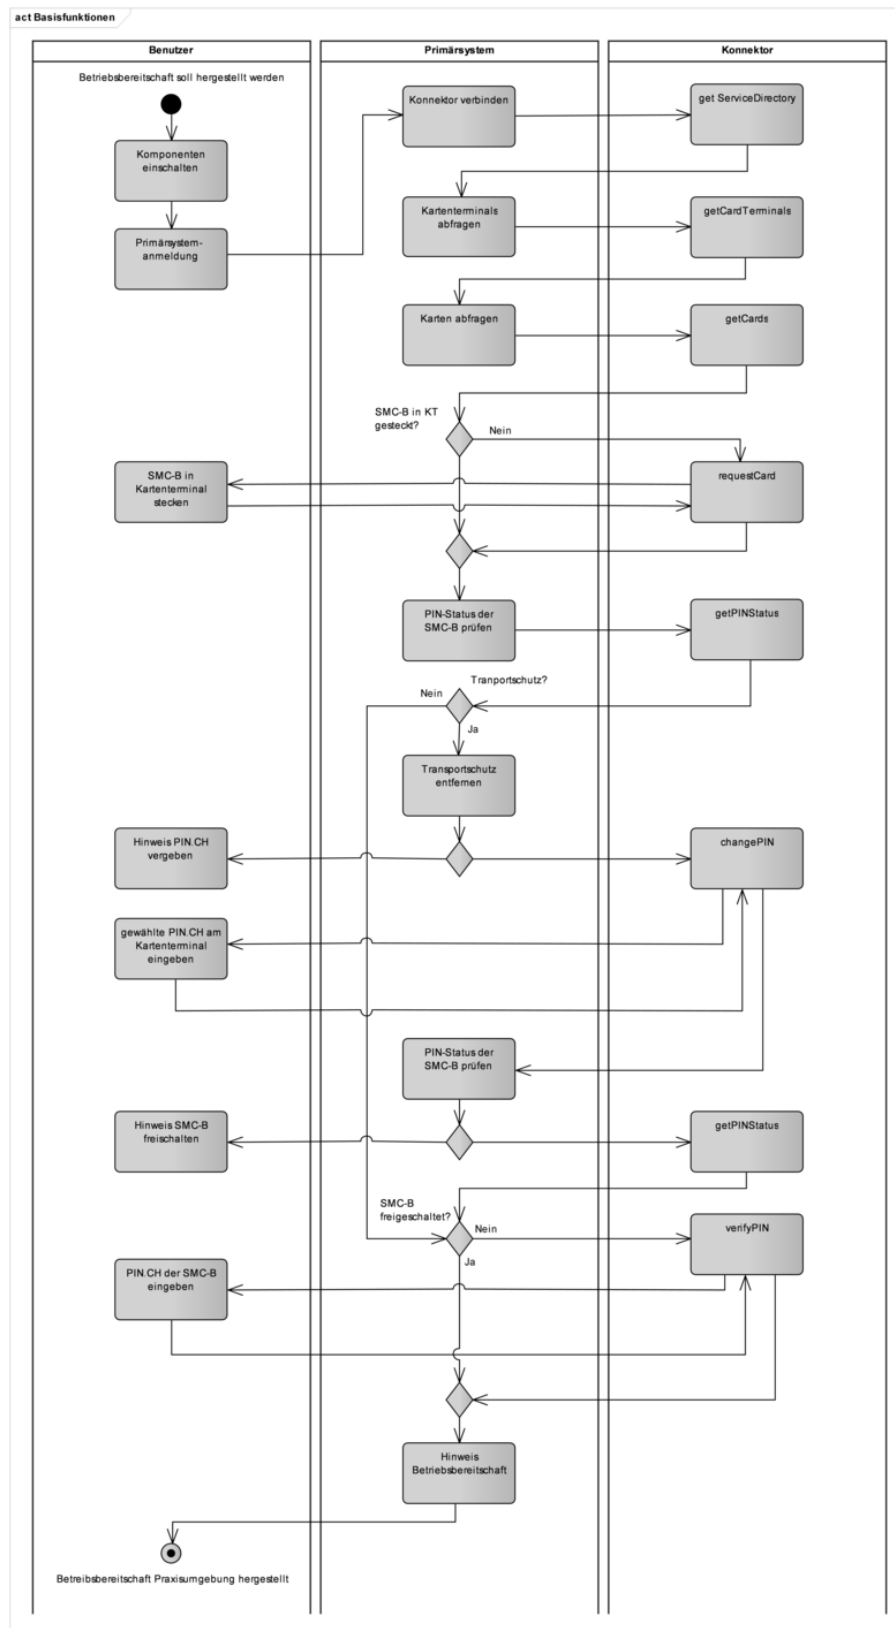 act Basisfunktionen
Benutzer
Primärsystem
Konnektor
Betriebsbereitschaft soll hergestellt werden
Konnektor verbinden
get ServiceDirectory
Komponenten
einschalten
Primärsystem-
anmeldung
Kartenterminals
abfragen
getCardTerminals
Karten abfragen
getCards
SMC-B in KT
gesteckt?
Nein
SMC-B in
Kartenterminal
stecken
requestCard
PIN-Status der
SMC-B prüfen
getPINStatus
Tranportschutz?
Nein
Ja
Transportschutz
entfernen
Hinweis PIN.CH
vergeben
changePIN
gewählte PIN.CH am
Kartenterminal
eingeben
PIN-Status der
SMC-B prüfen
Hinweis SMC-B
freischalten
getPINStatus
SMC-B
freigeschaltet?
Nein
verifyPIN
Ja
PIN.CH der SMC-B
eingeben
Hinweis
Betriebsbereitschaft
Betreibsbereitschaft Praxisumgebung hergestellt